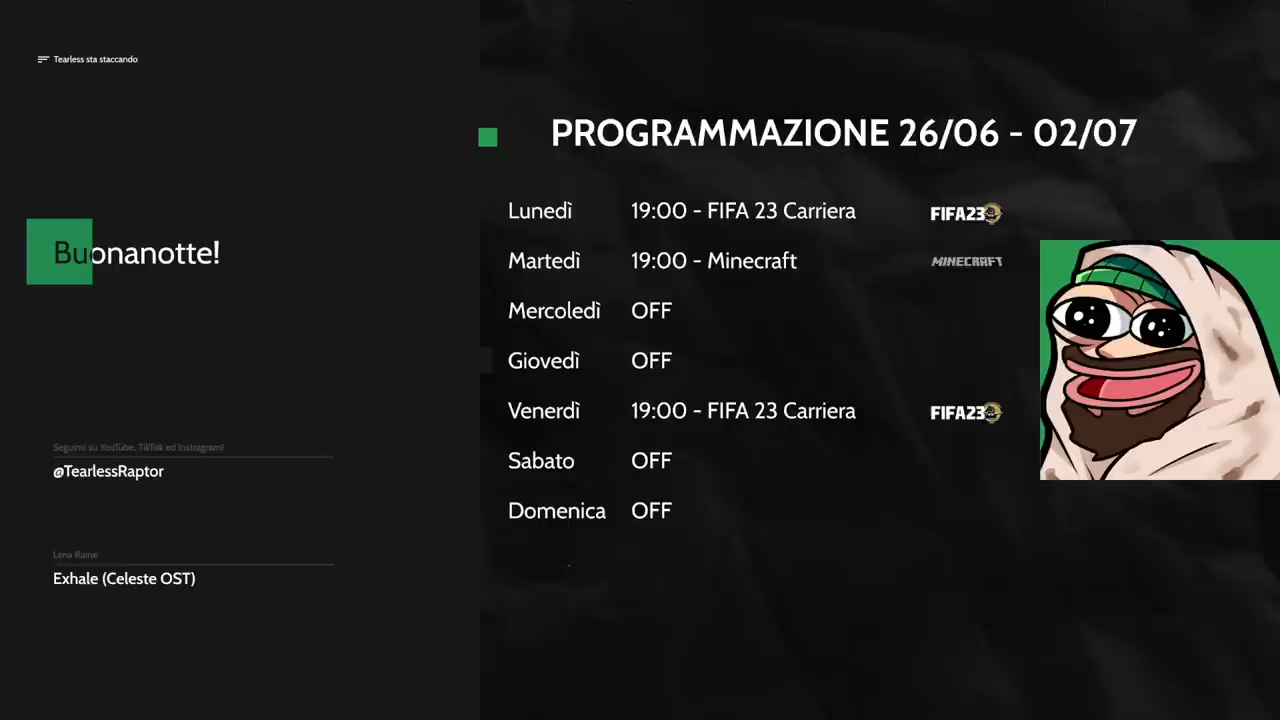 Tearless sta staccando
Buonanotte!
Seguimi su YouTube, TikTok ed Instragram!
@TearlessRaptor
Lena Raine
Exhale (Celeste OST)
PROGRAMMAZIONE 26/06 - 02/07
Lunedì 19:00 - FIFA 23 Carriera FIFA23
Martedì 19:00 - Minecraft MINECRAFT
Mercoledì OFF
Giovedì OFF
Venerdì 19:00 - FIFA 23 Carriera FIFA23
Sabato OFF
Domenica OFF